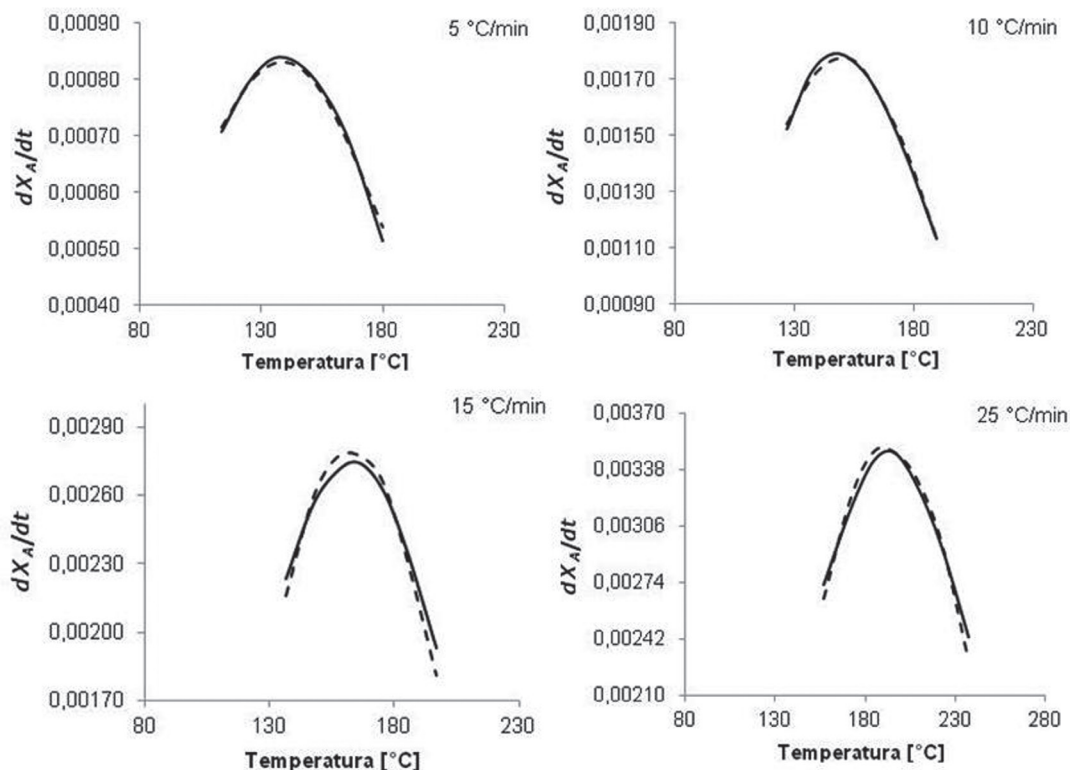 5 °C/min
0,00090
0,00080
0,00070
0,00060
0,00050
0,00040
dX_A/dt
80 130 180 230
Temperatura [°C]
10 °C/min
0,00190
0,00170
0,00150
0,00130
0,00110
0,00090
dX_A/dt
80 130 180 230
Temperatura [°C]
15 °C/min
0,00290
0,00260
0,00230
0,00200
0,00170
dX_A/dt
80 130 180 230
Temperatura [°C]
25 °C/min
0,00370
0,00338
0,00306
0,00274
0,00242
0,00210
dX_A/dt
80 130 180 230 280
Temperatura [°C]